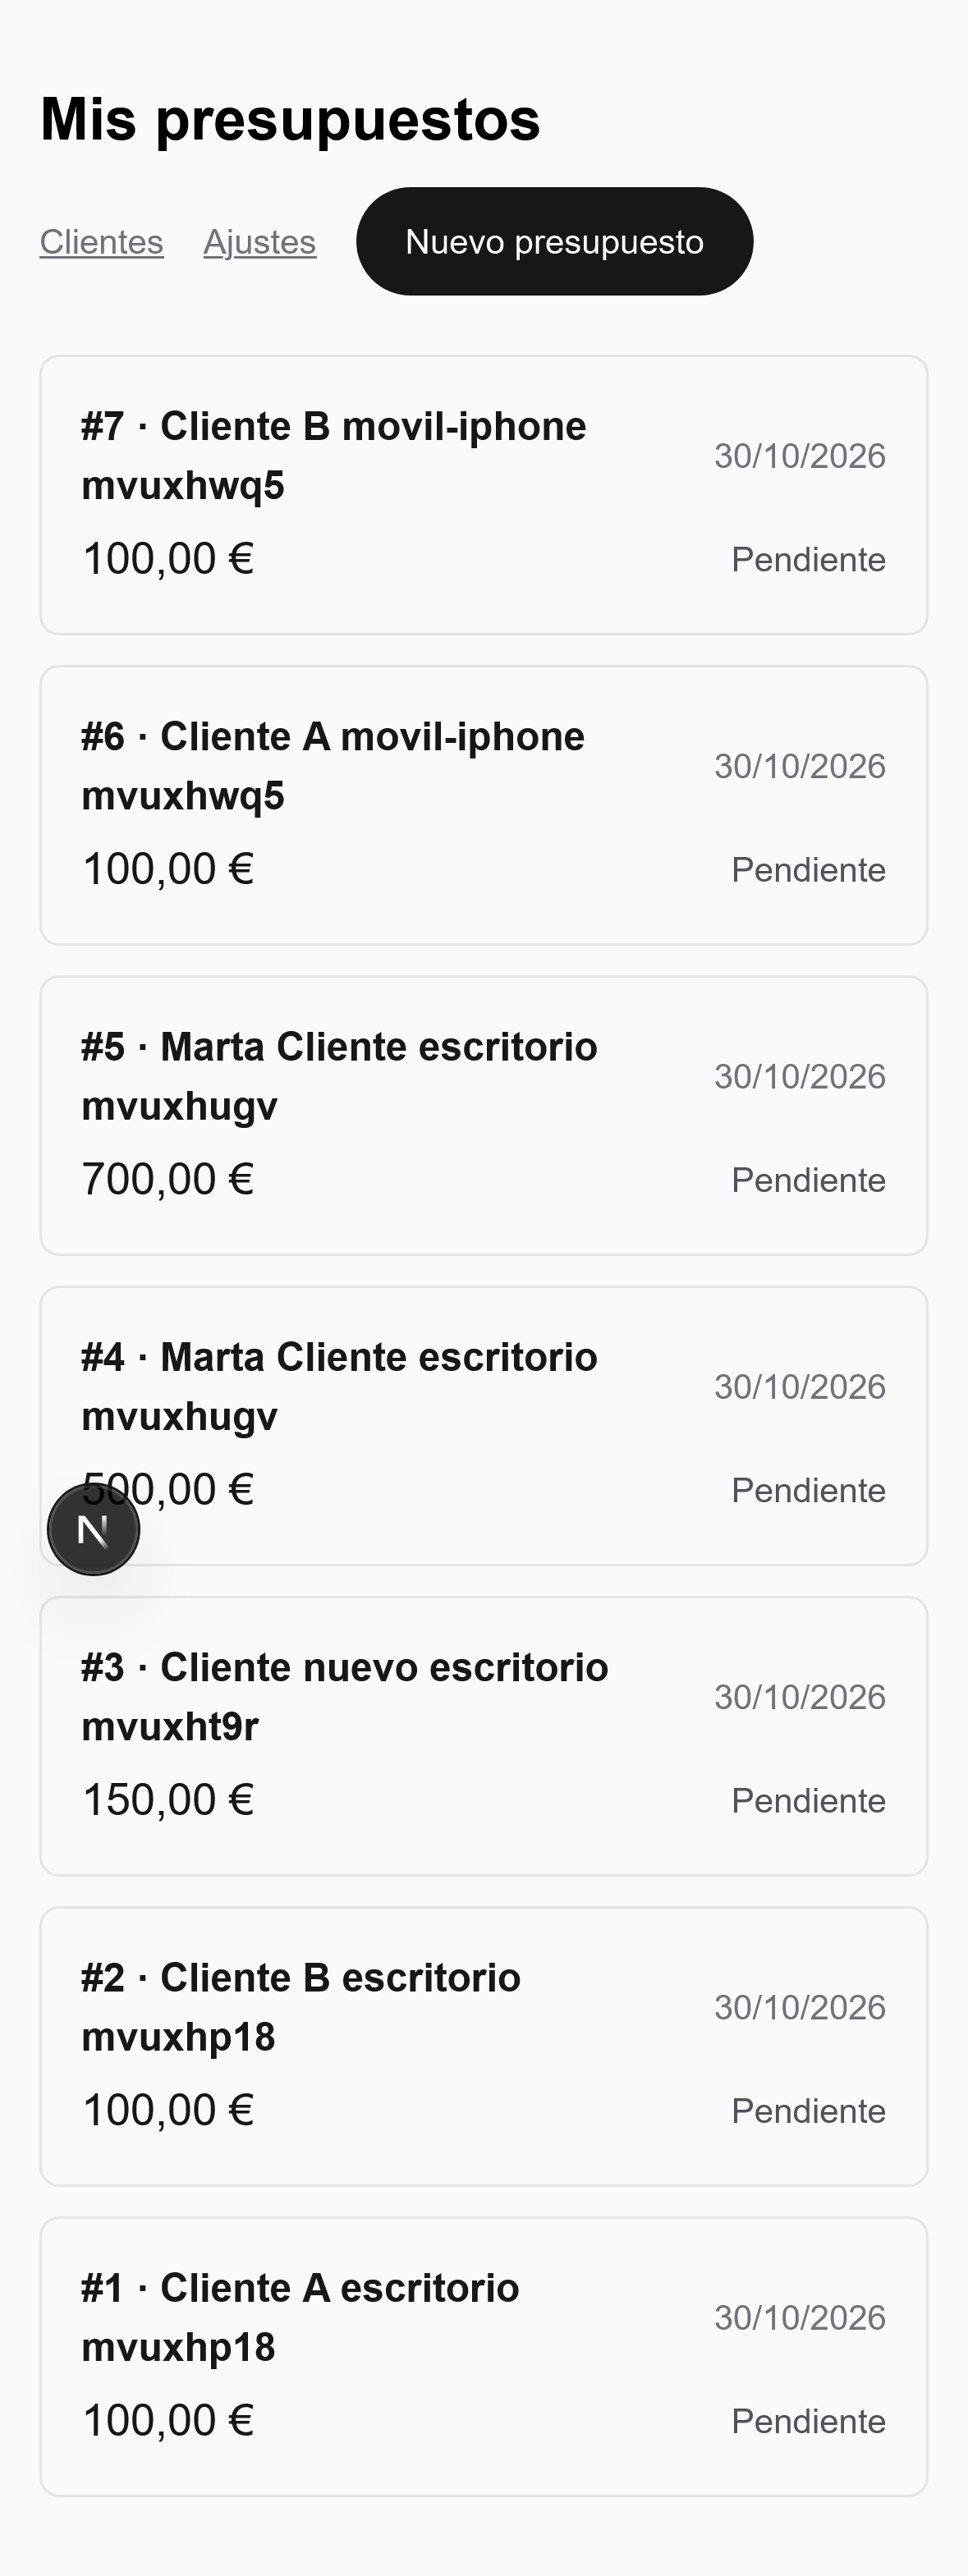 Mis presupuestos
Clientes Ajustes Nuevo presupuesto
#7 · Cliente B movil-iphone
mvuxhwq5
30/10/2026
100,00 €
Pendiente
#6 · Cliente A movil-iphone
mvuxhwq5
30/10/2026
100,00 €
Pendiente
#5 · Marta Cliente escritorio
mvuxhugv
30/10/2026
700,00 €
Pendiente
#4 · Marta Cliente escritorio
mvuxhugv
30/10/2026
500,00 €
Pendiente
N
#3 · Cliente nuevo escritorio
mvuxht9r
30/10/2026
150,00 €
Pendiente
#2 · Cliente B escritorio
mvuxhp18
30/10/2026
100,00 €
Pendiente
#1 · Cliente A escritorio
mvuxhp18
30/10/2026
100,00 €
Pendiente